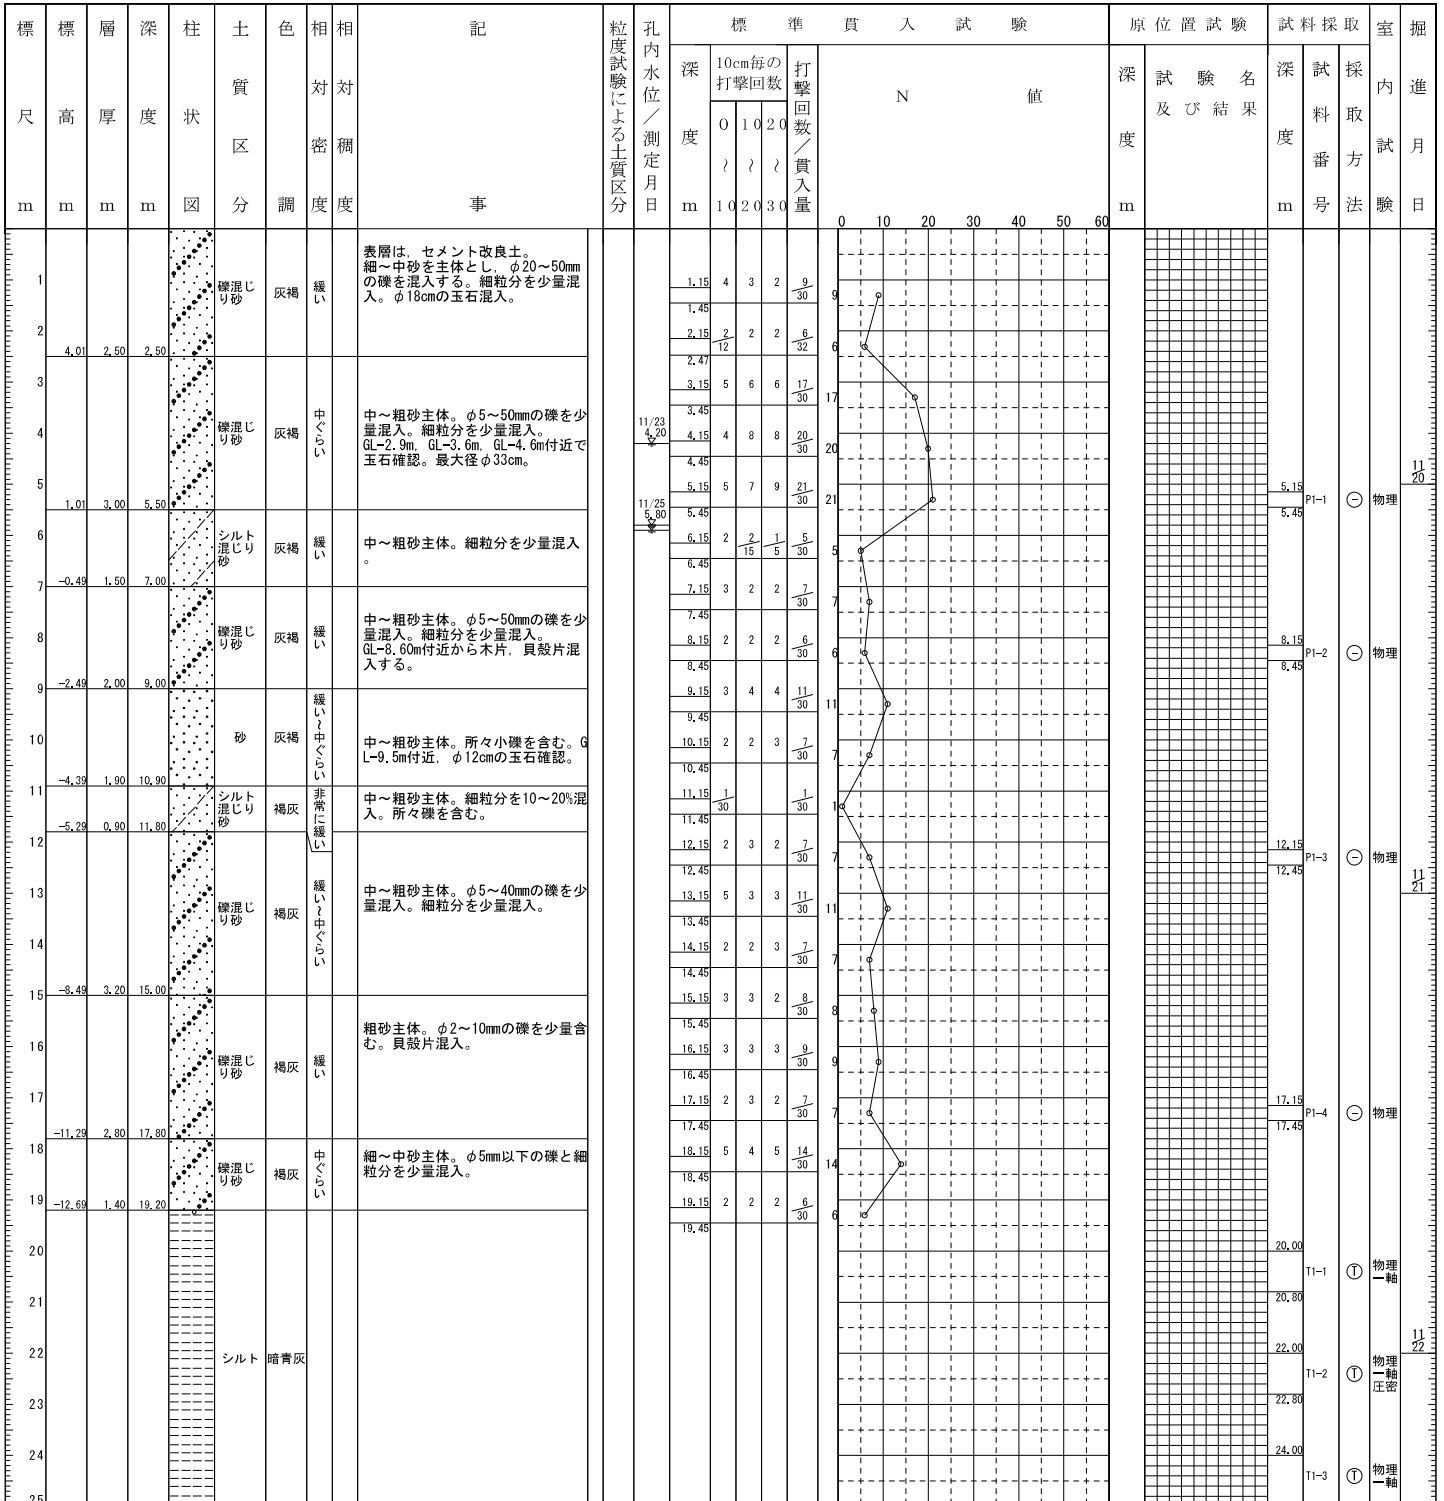 標尺 m
標高 m
層厚 m
深度 m
柱状図
土質区分
色調
相対密度
相対稠度
記事
粒度試験による土質区分
孔内水位／測定月日
標準貫入試験
深度 m
10cm毎の打撃回数
0〜10
10〜20
20〜30
打撃回数／貫入量
N 値
0 10 20 30 40 50 60
原位置試験
深度 m
試験名及び結果
試料採取
深度 m
試料番号
採取方法
室内試験
掘進月日
1
2
3
4
5
6
7
8
9
10
11
12
13
14
15
16
17
18
19
20
21
22
23
24
25
4.01 2.50 2.50
礫混じり砂
灰褐
緩い
表層は，セメント改良土。
細〜中砂を主体とし，φ20〜50mm
の礫を混入する。細粒分を少量混
入。φ18cmの玉石混入。
1.01 3.00 5.50
礫混じり砂
灰褐
中ぐらい
中〜粗砂主体。φ5〜50mmの礫を少
量混入。細粒分を少量混入。
GL-2.9m，GL-3.6m，GL-4.6m付近で
玉石確認。最大径φ33cm。
-0.49 1.50 7.00
シルト混じり砂
灰褐
緩い
中〜粗砂主体。細粒分を少量混入
。
-2.49 2.00 9.00
礫混じり砂
灰褐
緩い
中〜粗砂主体。φ5〜50mmの礫を少
量混入。細粒分を少量混入。
GL-8.60m付近から木片，貝殻片混
入する。
-4.39 1.90 10.90
砂
灰褐
緩い〜中ぐらい
中〜粗砂主体。所々小礫を含む。G
L-9.5m付近，φ12cmの玉石確認。
-5.29 0.90 11.80
シルト混じり砂
褐灰
非常に緩い
中〜粗砂主体。細粒分を10〜20%混
入。所々礫を含む。
-8.49 3.20 15.00
礫混じり砂
褐灰
緩い〜中ぐらい
中〜粗砂主体。φ5〜40mmの礫を少
量混入。細粒分を少量混入。
-11.29 2.80 17.80
礫混じり砂
褐灰
緩い
粗砂主体。φ2〜10mmの礫を少量含
む。貝殻片混入。
-12.69 1.40 19.20
礫混じり砂
褐灰
中ぐらい
細〜中砂主体。φ5mm以下の礫と細
粒分を少量混入。
シルト
暗青灰
11/23
4.20
11/25
5.80
1.15 4 3 2 9/30 9
1.45
2.15 2/12 2 2 6/32 6
2.47
3.15 5 6 6 17/30 17
3.45
4.15 4 8 8 20/30 20
4.45
5.15 5 7 9 21/30 21
5.45
6.15 2 2/15 1/5 5/30 5
6.45
7.15 3 2 2 7/30 7
7.45
8.15 2 2 2 6/30 6
8.45
9.15 3 4 4 11/30 11
9.45
10.15 2 2 3 7/30 7
10.45
11.15 1/30 1/30 1
11.45
12.15 2 3 2 7/30 7
12.45
13.15 5 3 3 11/30 11
13.45
14.15 2 2 3 7/30 7
14.45
15.15 3 3 2 8/30 8
15.45
16.15 3 3 3 9/30 9
16.45
17.15 2 3 2 7/30 7
17.45
18.15 5 4 5 14/30 14
18.45
19.15 2 2 2 6/30 6
19.45
5.15
P1-1 − 物理
5.45
8.15
P1-2 − 物理
8.45
12.15
P1-3 − 物理
12.45
17.15
P1-4 − 物理
17.45
20.00
T1-1 T 物理 一軸
20.80
22.00
T1-2 T 物理 一軸 圧密
22.80
24.00
T1-3 T 物理 一軸
11/20
11/21
11/22